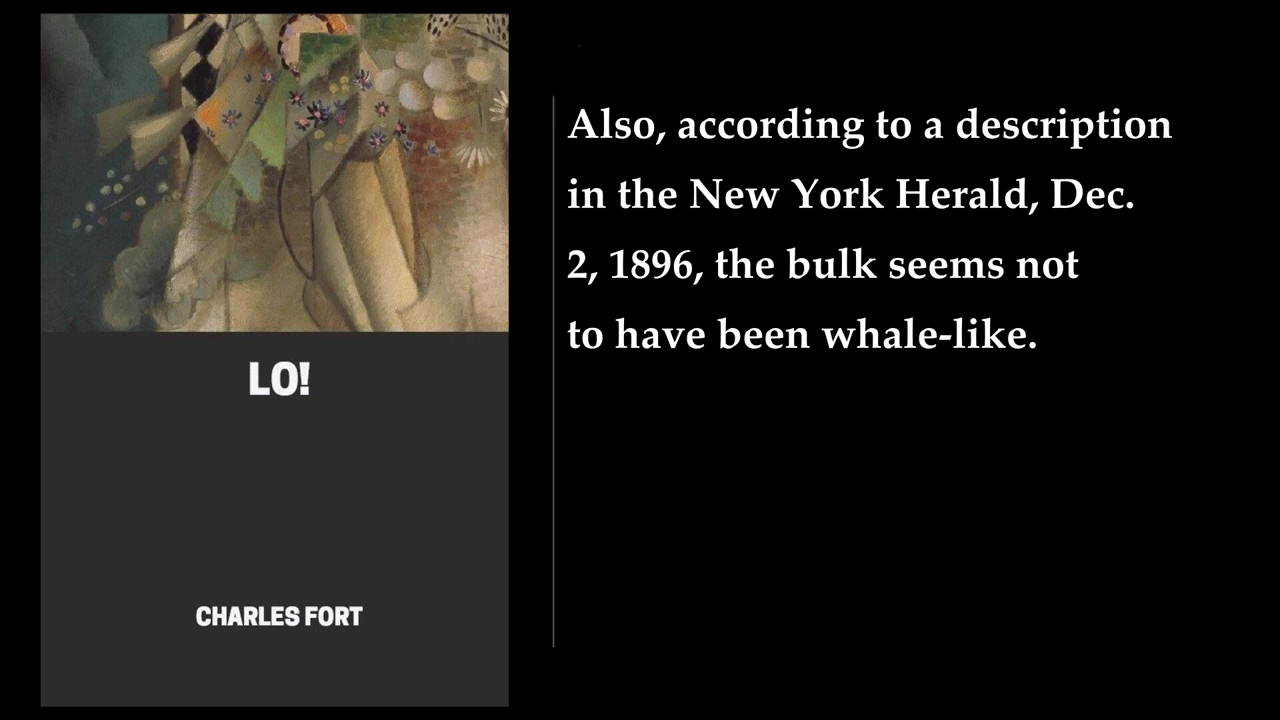 LO!
CHARLES FORT
Also, according to a description
in the New York Herald, Dec.
2, 1896, the bulk seems not
to have been whale-like.